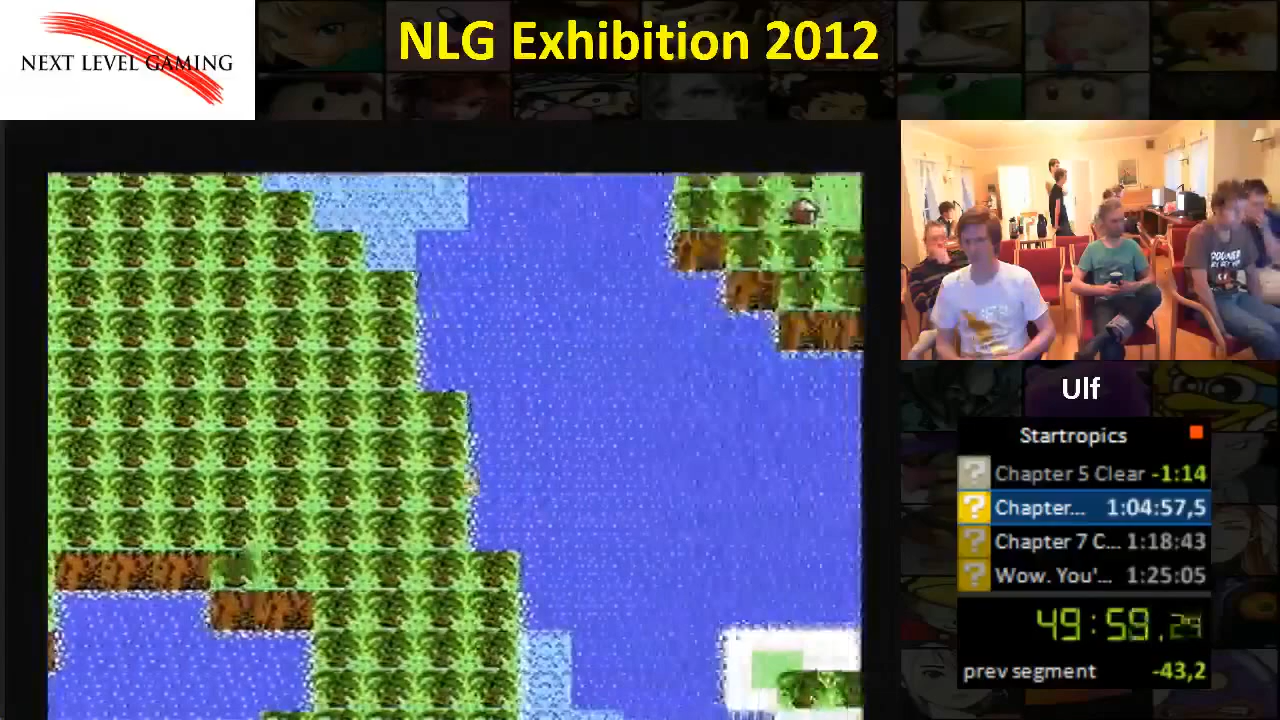 NEXT LEVEL GAMING
NLG Exhibition 2012
Ulf
Startropics
Chapter 5 Clear -1:14
Chapter... 1:04:57,5
Chapter 7 C... 1:18:43
Wow. You'... 1:25:05
49:59
prev segment -43,2